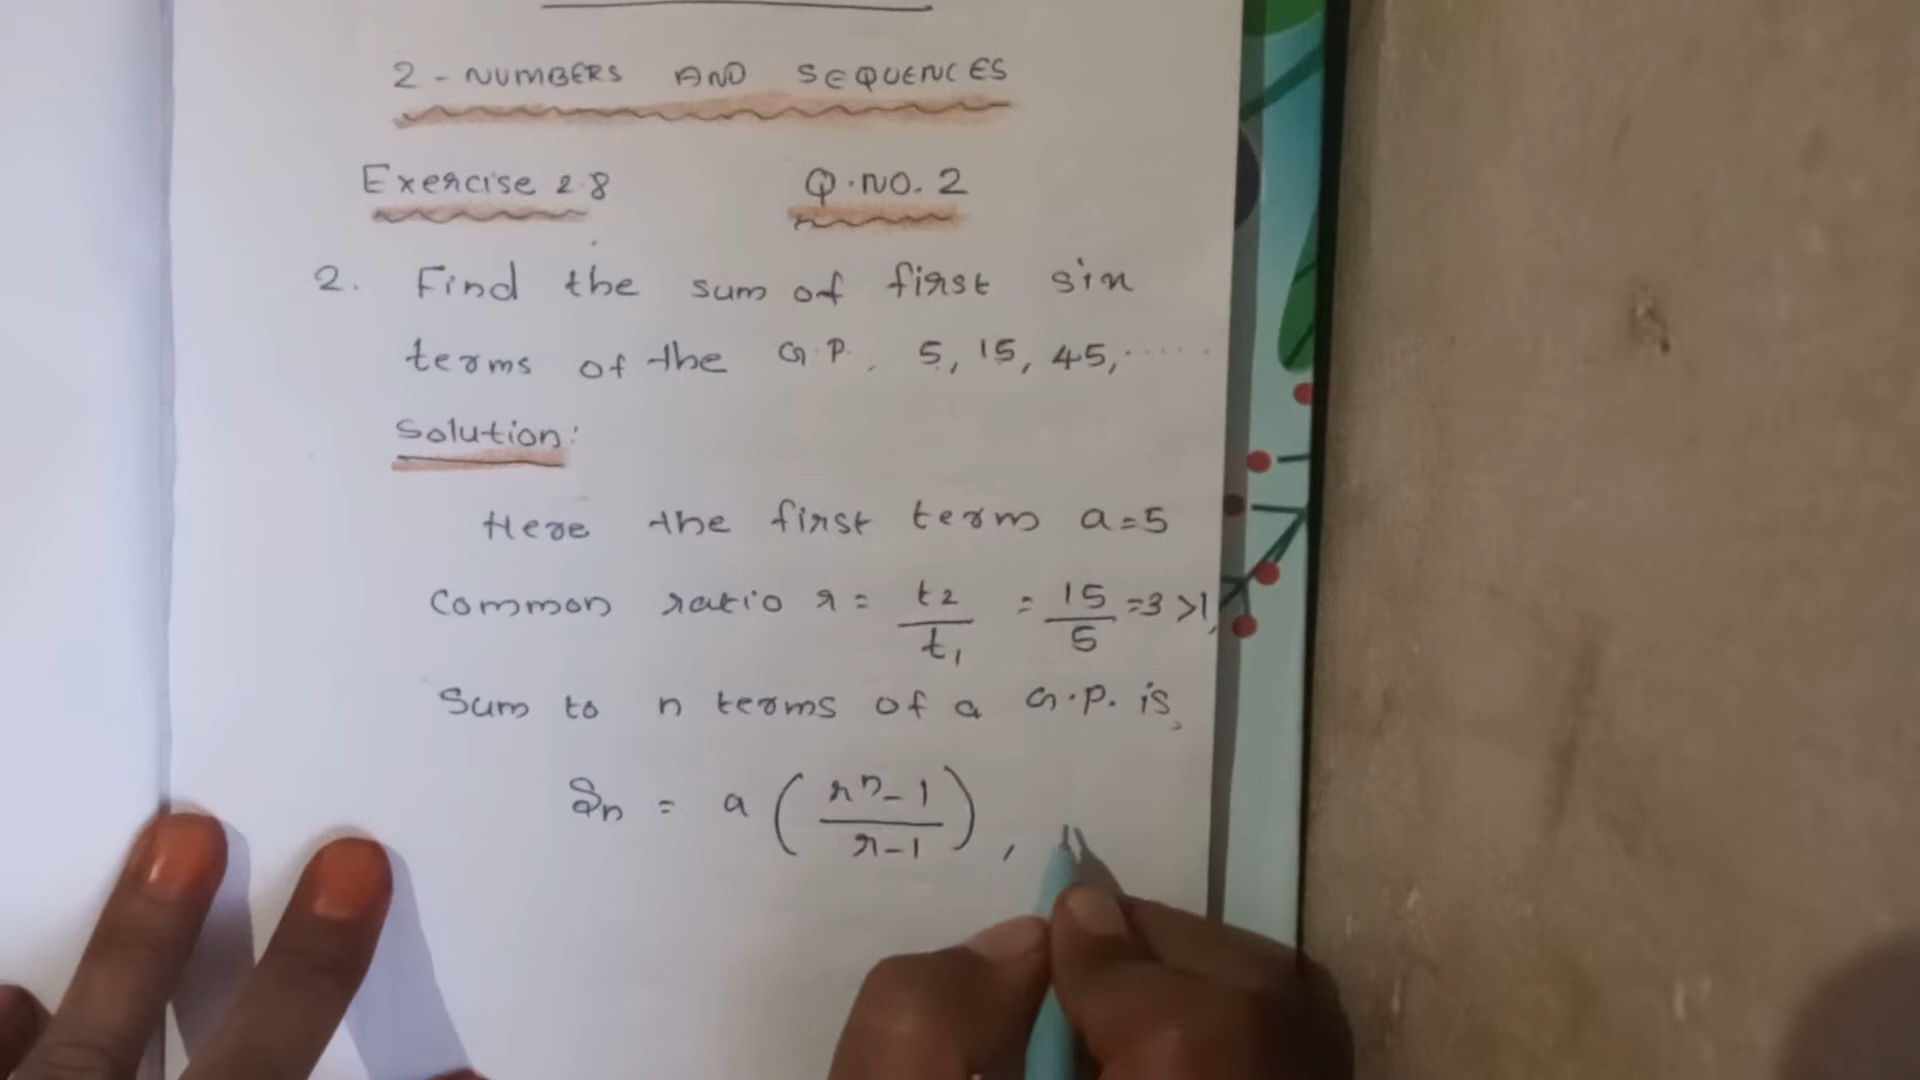 2 - NUMBERS AND SEQUENCES
Exercise 2.8 Q.NO. 2
2. Find the sum of first six
terms of the G.P. 5, 15, 45, .....
Solution:
Here the first term a=5
Common ratio r = t2/t1 = 15/5 =3 >1,
Sum to n terms of a G.P. is,
Sn = a ( r^n - 1 / r - 1 ) ,